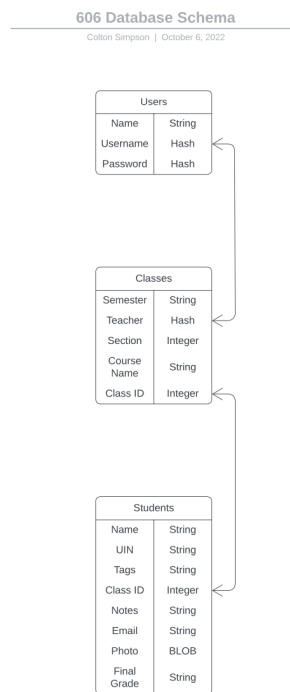 606 Database Schema
Colton Simpson | October 6, 2022
Users
Name String
Username Hash
Password Hash
Classes
Semester String
Teacher Hash
Section Integer
Course
Name String
Class ID Integer
Students
Name String
UIN String
Tags String
Class ID Integer
Notes String
Email String
Photo BLOB
Final
Grade String